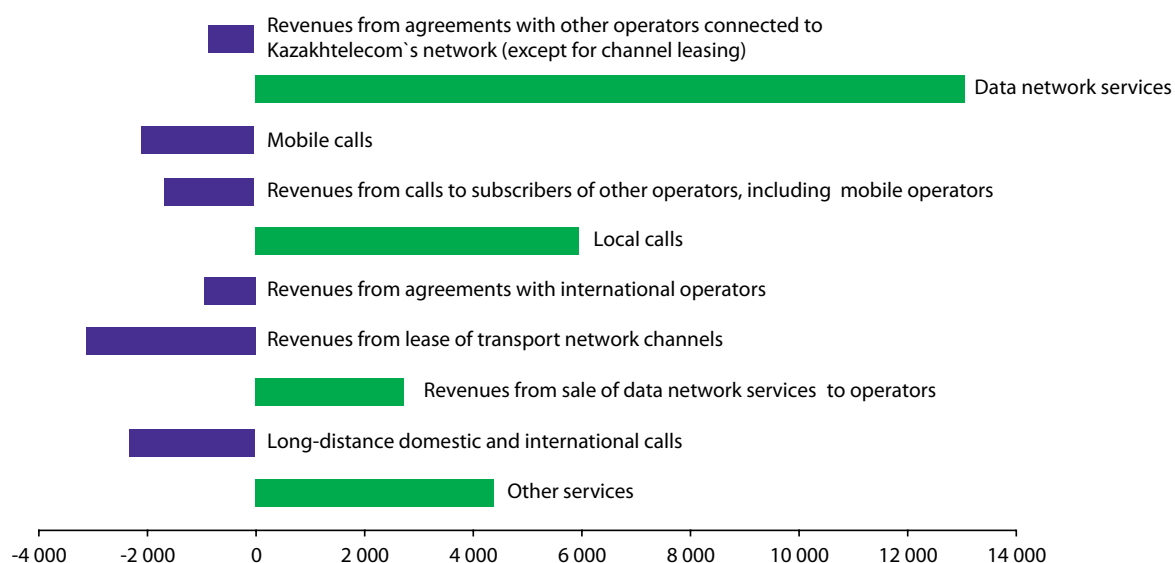 Revenues from agreements with other operators connected to
Kazakhtelecom`s network (except for channel leasing)
Data network services
Mobile calls
Revenues from calls to subscribers of other operators, including mobile operators
Local calls
Revenues from agreements with international operators
Revenues from lease of transport network channels
Revenues from sale of data network services to operators
Long-distance domestic and international calls
Other services
-4 000 -2 000 0 2 000 4 000 6 000 8 000 10 000 12 000 14 000